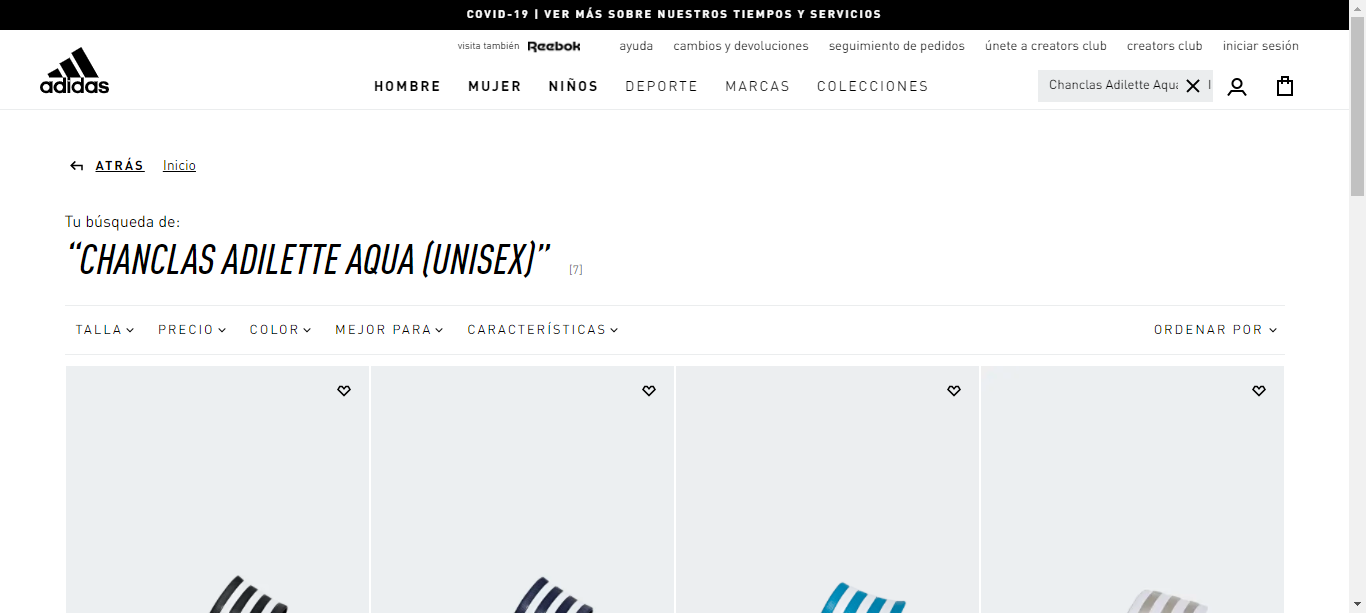 COVID-19 | VER MÁS SOBRE NUESTROS TIEMPOS Y SERVICIOS
visita también Reebok ayuda cambios y devoluciones seguimiento de pedidos únete a creators club creators club iniciar sesión
adidas
HOMBRE MUJER NIÑOS DEPORTE MARCAS COLECCIONES
Chanclas Adilette Aqua
ATRÁS Inicio
Tu búsqueda de:
“CHANCLAS ADILETTE AQUA (UNISEX)” [7]
TALLA PRECIO COLOR MEJOR PARA CARACTERÍSTICAS ORDENAR POR